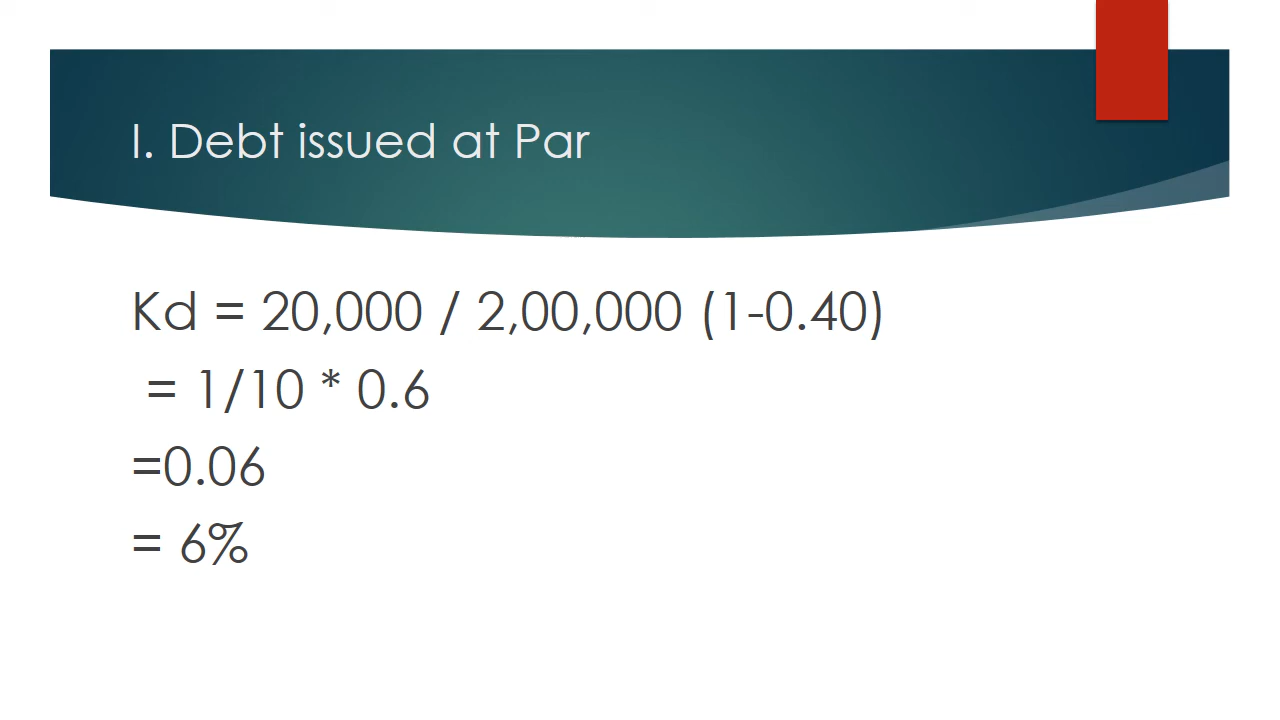 I. Debt issued at Par
Kd = 20,000 / 2,00,000 (1-0.40)
= 1/10 * 0.6
=0.06
= 6%